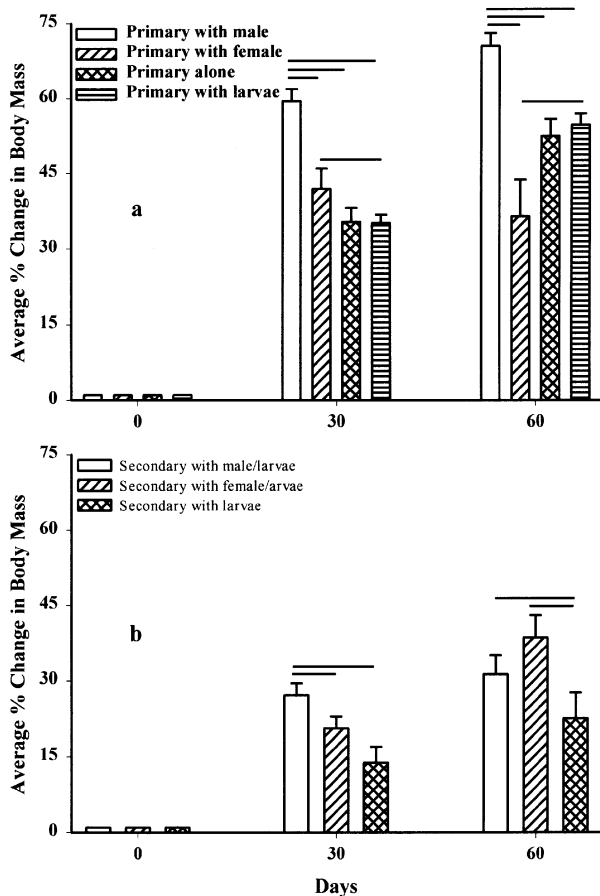 75
60
45
30
15
0
Average % Change in Body Mass
Primary with male
Primary with female
Primary alone
Primary with larvae
a
0
30
60
75
60
45
30
15
0
Average % Change in Body Mass
Secondary with male/larvae
Secondary with female/arvae
Secondary with larvae
b
0
30
60
Days